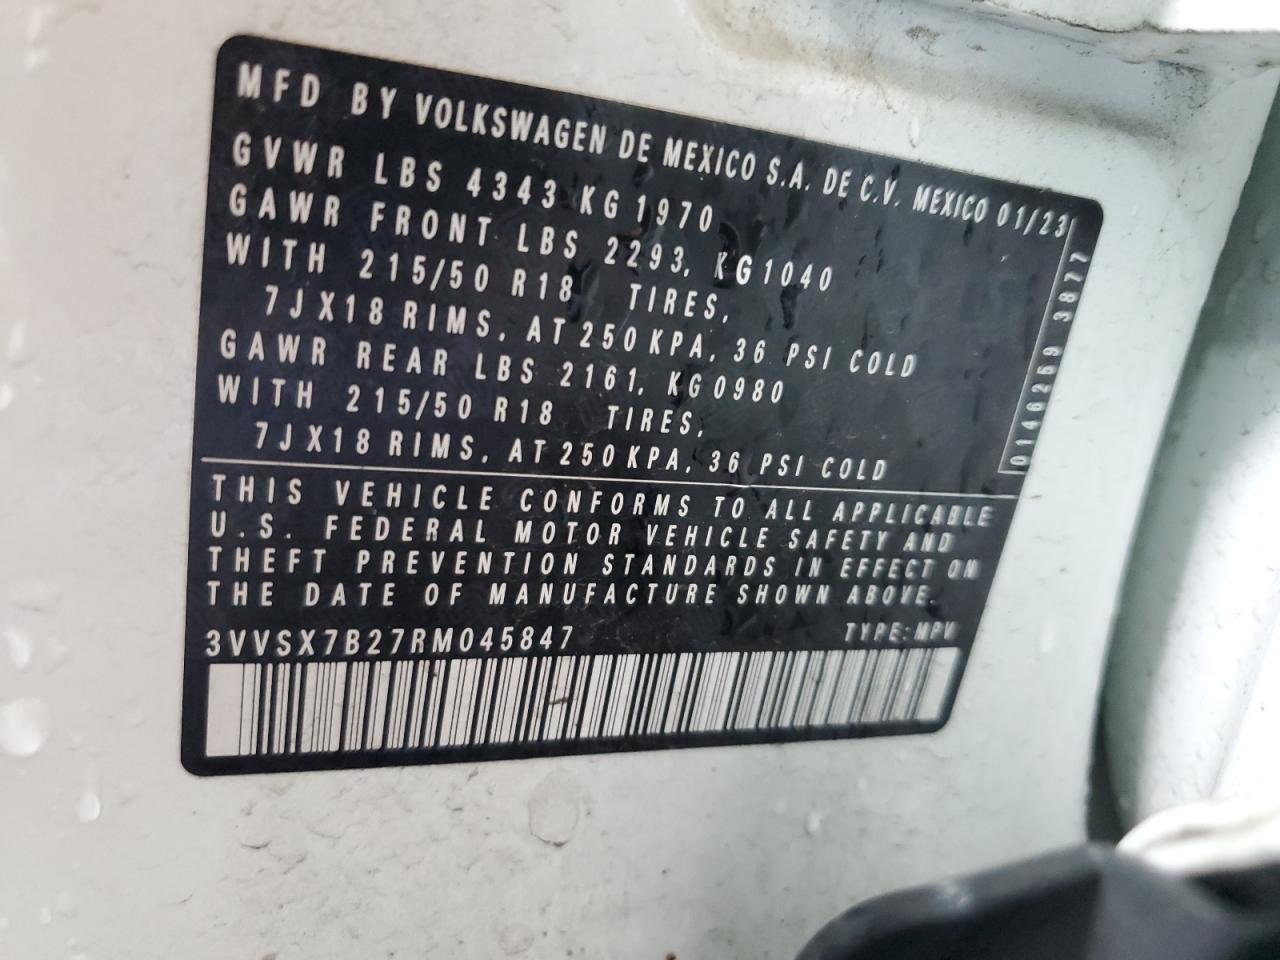 MFD BY VOLKSWAGEN DE MEXICO S.A. DE C.V. MEXICO 01/23
GVWR LBS 4343 KG 1970
GAWR FRONT LBS 2293, KG1040
WITH 215/50 R18 TIRES,
7JX18 RIMS, AT 250 KPA, 36 PSI COLD
GAWR REAR LBS 2161, KG0980
WITH 215/50 R18 TIRES,
7JX18 RIMS, AT 250 KPA, 36 PSI COLD
0146269 3877
THIS VEHICLE CONFORMS TO ALL APPLICABLE
U.S. FEDERAL MOTOR VEHICLE SAFETY AND
THEFT PREVENTION STANDARDS IN EFFECT ON
THE DATE OF MANUFACTURE SHOWN ABOVE.
3VVSX7B27RM045847
TYPE: MPV